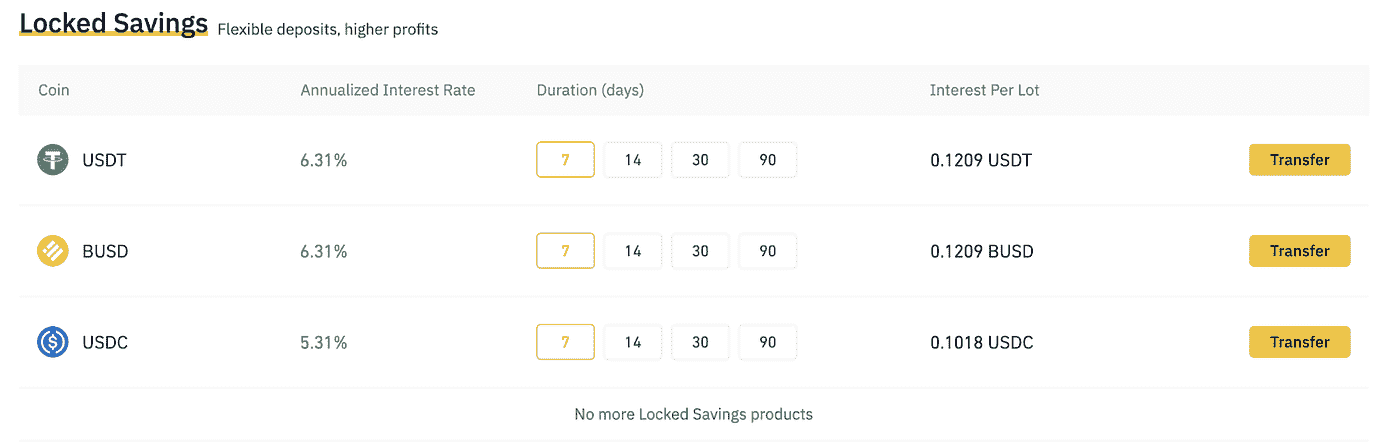 Locked Savings Flexible deposits, higher profits
Coin Annualized Interest Rate Duration (days) Interest Per Lot
USDT 6.31% 7 14 30 90 0.1209 USDT Transfer
BUSD 6.31% 7 14 30 90 0.1209 BUSD Transfer
USDC 5.31% 7 14 30 90 0.1018 USDC Transfer
No more Locked Savings products